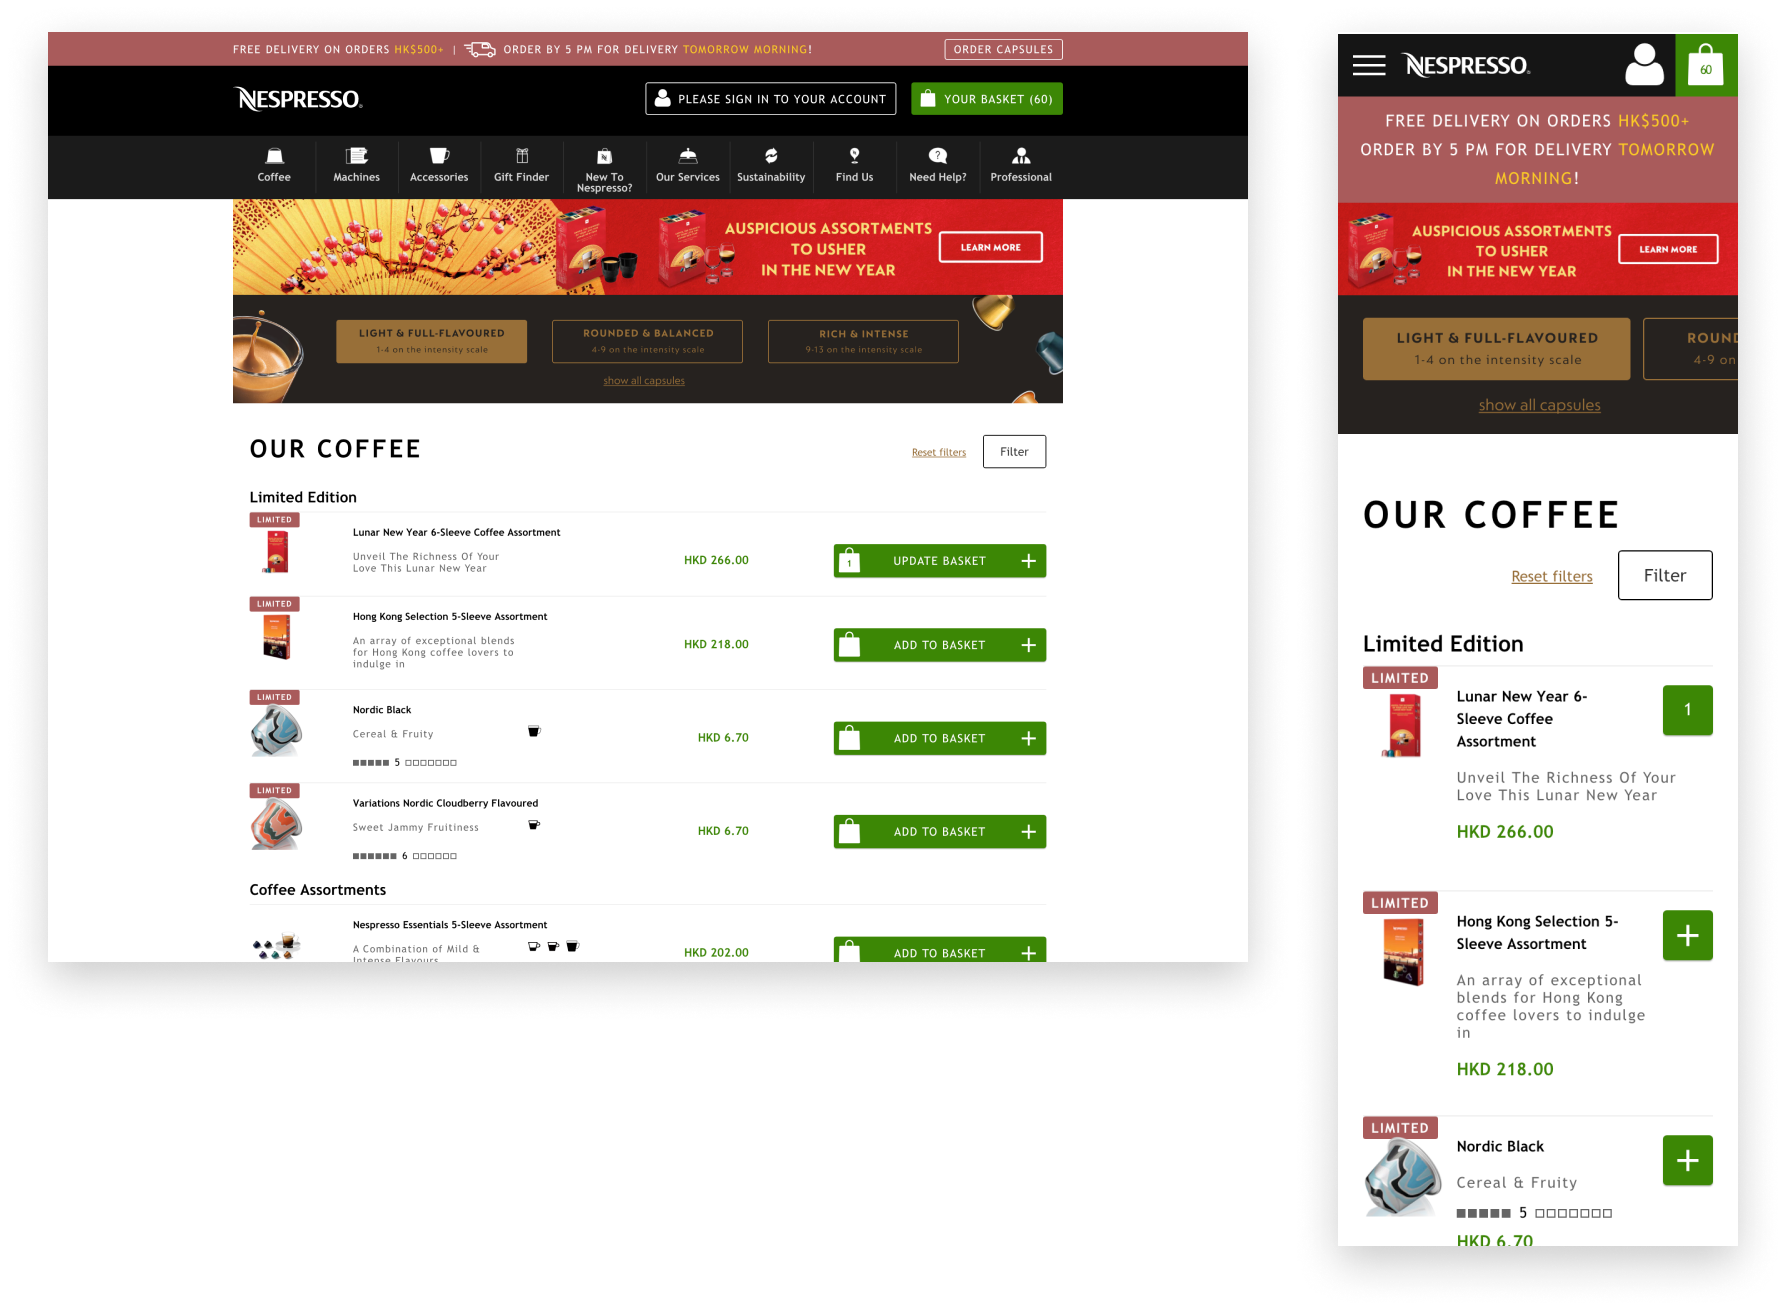 FREE DELIVERY ON ORDERS HK$500+ | ORDER BY 5 PM FOR DELIVERY TOMORROW MORNING!
ORDER CAPSULES
NESPRESSO.
PLEASE SIGN IN TO YOUR ACCOUNT
YOUR BASKET (60)
Coffee
Machines
Accessories
Gift Finder
New To
Nespresso?
Our Services
Sustainability
Find Us
Need Help?
Professional
AUSPICIOUS ASSORTMENTS
TO USHER
IN THE NEW YEAR
LEARN MORE
LIGHT & FULL-FLAVOURED
1-4 on the intensity scale
ROUNDED & BALANCED
4-9 on the intensity scale
RICH & INTENSE
9-13 on the intensity scale
show all capsules
OUR COFFEE
Reset filters
Filter
Limited Edition
LIMITED
Lunar New Year 6-Sleeve Coffee Assortment
Unveil The Richness Of Your
Love This Lunar New Year
HKD 266.00
1
UPDATE BASKET
LIMITED
Hong Kong Selection 5-Sleeve Assortment
An array of exceptional blends
for Hong Kong coffee lovers to
indulge in
HKD 218.00
ADD TO BASKET
LIMITED
Nordic Black
Cereal & Fruity
5
HKD 6.70
ADD TO BASKET
LIMITED
Variations Nordic Cloudberry Flavoured
Sweet Jammy Fruitiness
6
HKD 6.70
ADD TO BASKET
Coffee Assortments
Nespresso Essentials 5-Sleeve Assortment
A Combination of Mild &
Intense Flavours
HKD 202.00
ADD TO BASKET
NESPRESSO.
60
FREE DELIVERY ON ORDERS HK$500+
ORDER BY 5 PM FOR DELIVERY TOMORROW
MORNING!
AUSPICIOUS ASSORTMENTS
TO USHER
IN THE NEW YEAR
LEARN MORE
LIGHT & FULL-FLAVOURED
1-4 on the intensity scale
ROUND
4-9 on
show all capsules
OUR COFFEE
Reset filters
Filter
Limited Edition
LIMITED
Lunar New Year 6-
Sleeve Coffee
Assortment
1
Unveil The Richness Of Your
Love This Lunar New Year
HKD 266.00
LIMITED
Hong Kong Selection 5-
Sleeve Assortment
An array of exceptional
blends for Hong Kong
coffee lovers to indulge
in
HKD 218.00
LIMITED
Nordic Black
Cereal & Fruity
5
HKD 6.70